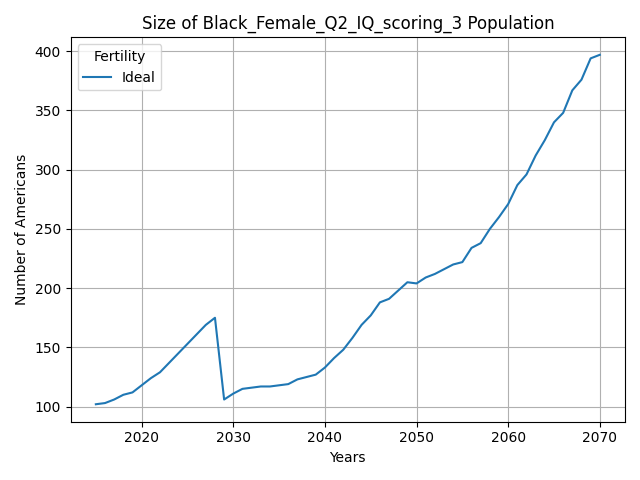 Size of Black_Female_Q2_IQ_scoring_3 Population
Fertility
Ideal
400
350
300
250
200
150
100
Number of Americans
2020 2030 2040 2050 2060 2070
Years